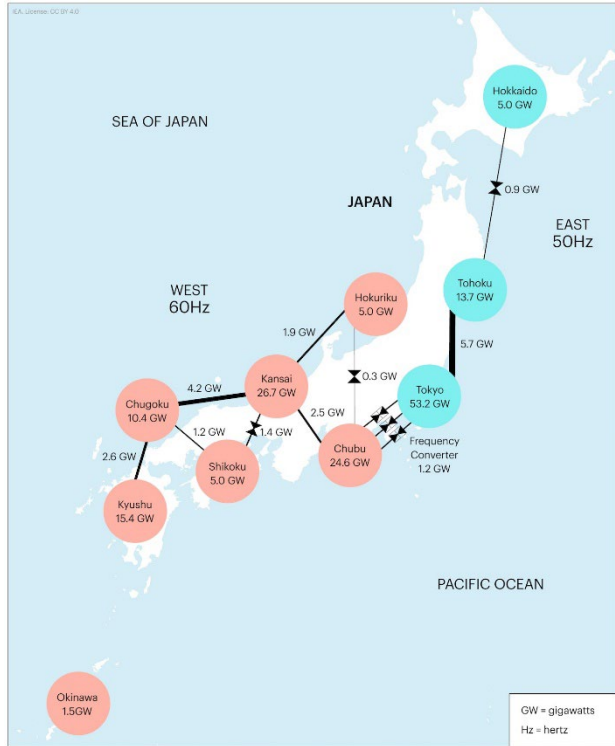 IEA. License: CC BY 4.0
Hokkaido
5.0 GW
SEA OF JAPAN
0.9 GW
JAPAN
EAST
50Hz
WEST
60Hz
Tohoku
13.7 GW
Hokuriku
5.0 GW
1.9 GW
5.7 GW
0.3 GW
Kansai
26.7 GW
4.2 GW
Tokyo
53.2 GW
Chugoku
10.4 GW
2.5 GW
1.2 GW
1.4 GW
Frequency
Converter
1.2 GW
2.6 GW
Shikoku
5.0 GW
Chubu
24.6 GW
Kyushu
15.4 GW
PACIFIC OCEAN
Okinawa
1.5GW
GW = gigawatts
Hz = hertz